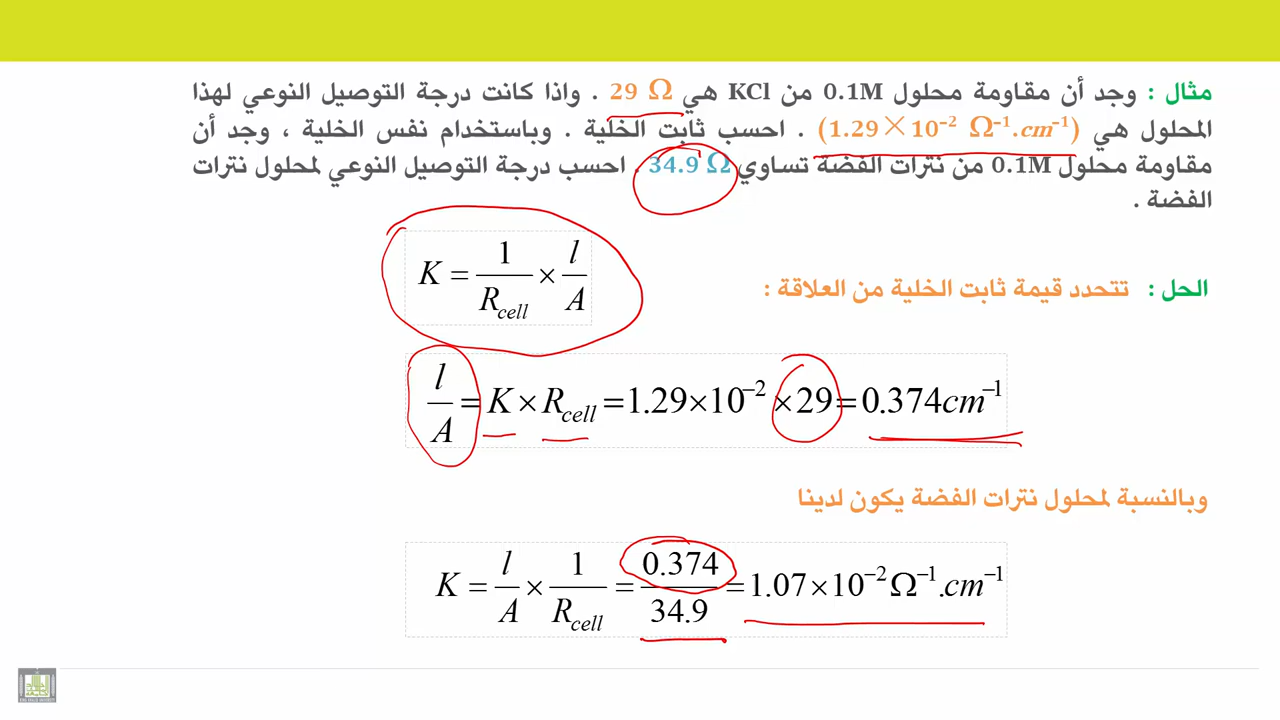 مثال : وجد أن مقاومة محلول 0.1M من KCl هي 29 Ω . واذا كانت درجة التوصيل النوعي لهذا
المحلول هي (1.29×10⁻² Ω⁻¹.cm⁻¹) . احسب ثابت الخلية . وباستخدام نفس الخلية ، وجد أن
مقاومة محلول 0.1M من نترات الفضة تساوي 34.9 Ω . احسب درجة التوصيل النوعي لمحلول نترات
الفضة .
الحل : تتحدد قيمة ثابت الخلية من العلاقة :
K = 1/R_cell × l/A
l/A = K × R_cell = 1.29×10⁻² × 29 = 0.374cm⁻¹
وبالنسبة لمحلول نترات الفضة يكون لدينا
K = l/A × 1/R_cell = 0.374/34.9 = 1.07×10⁻² Ω⁻¹.cm⁻¹